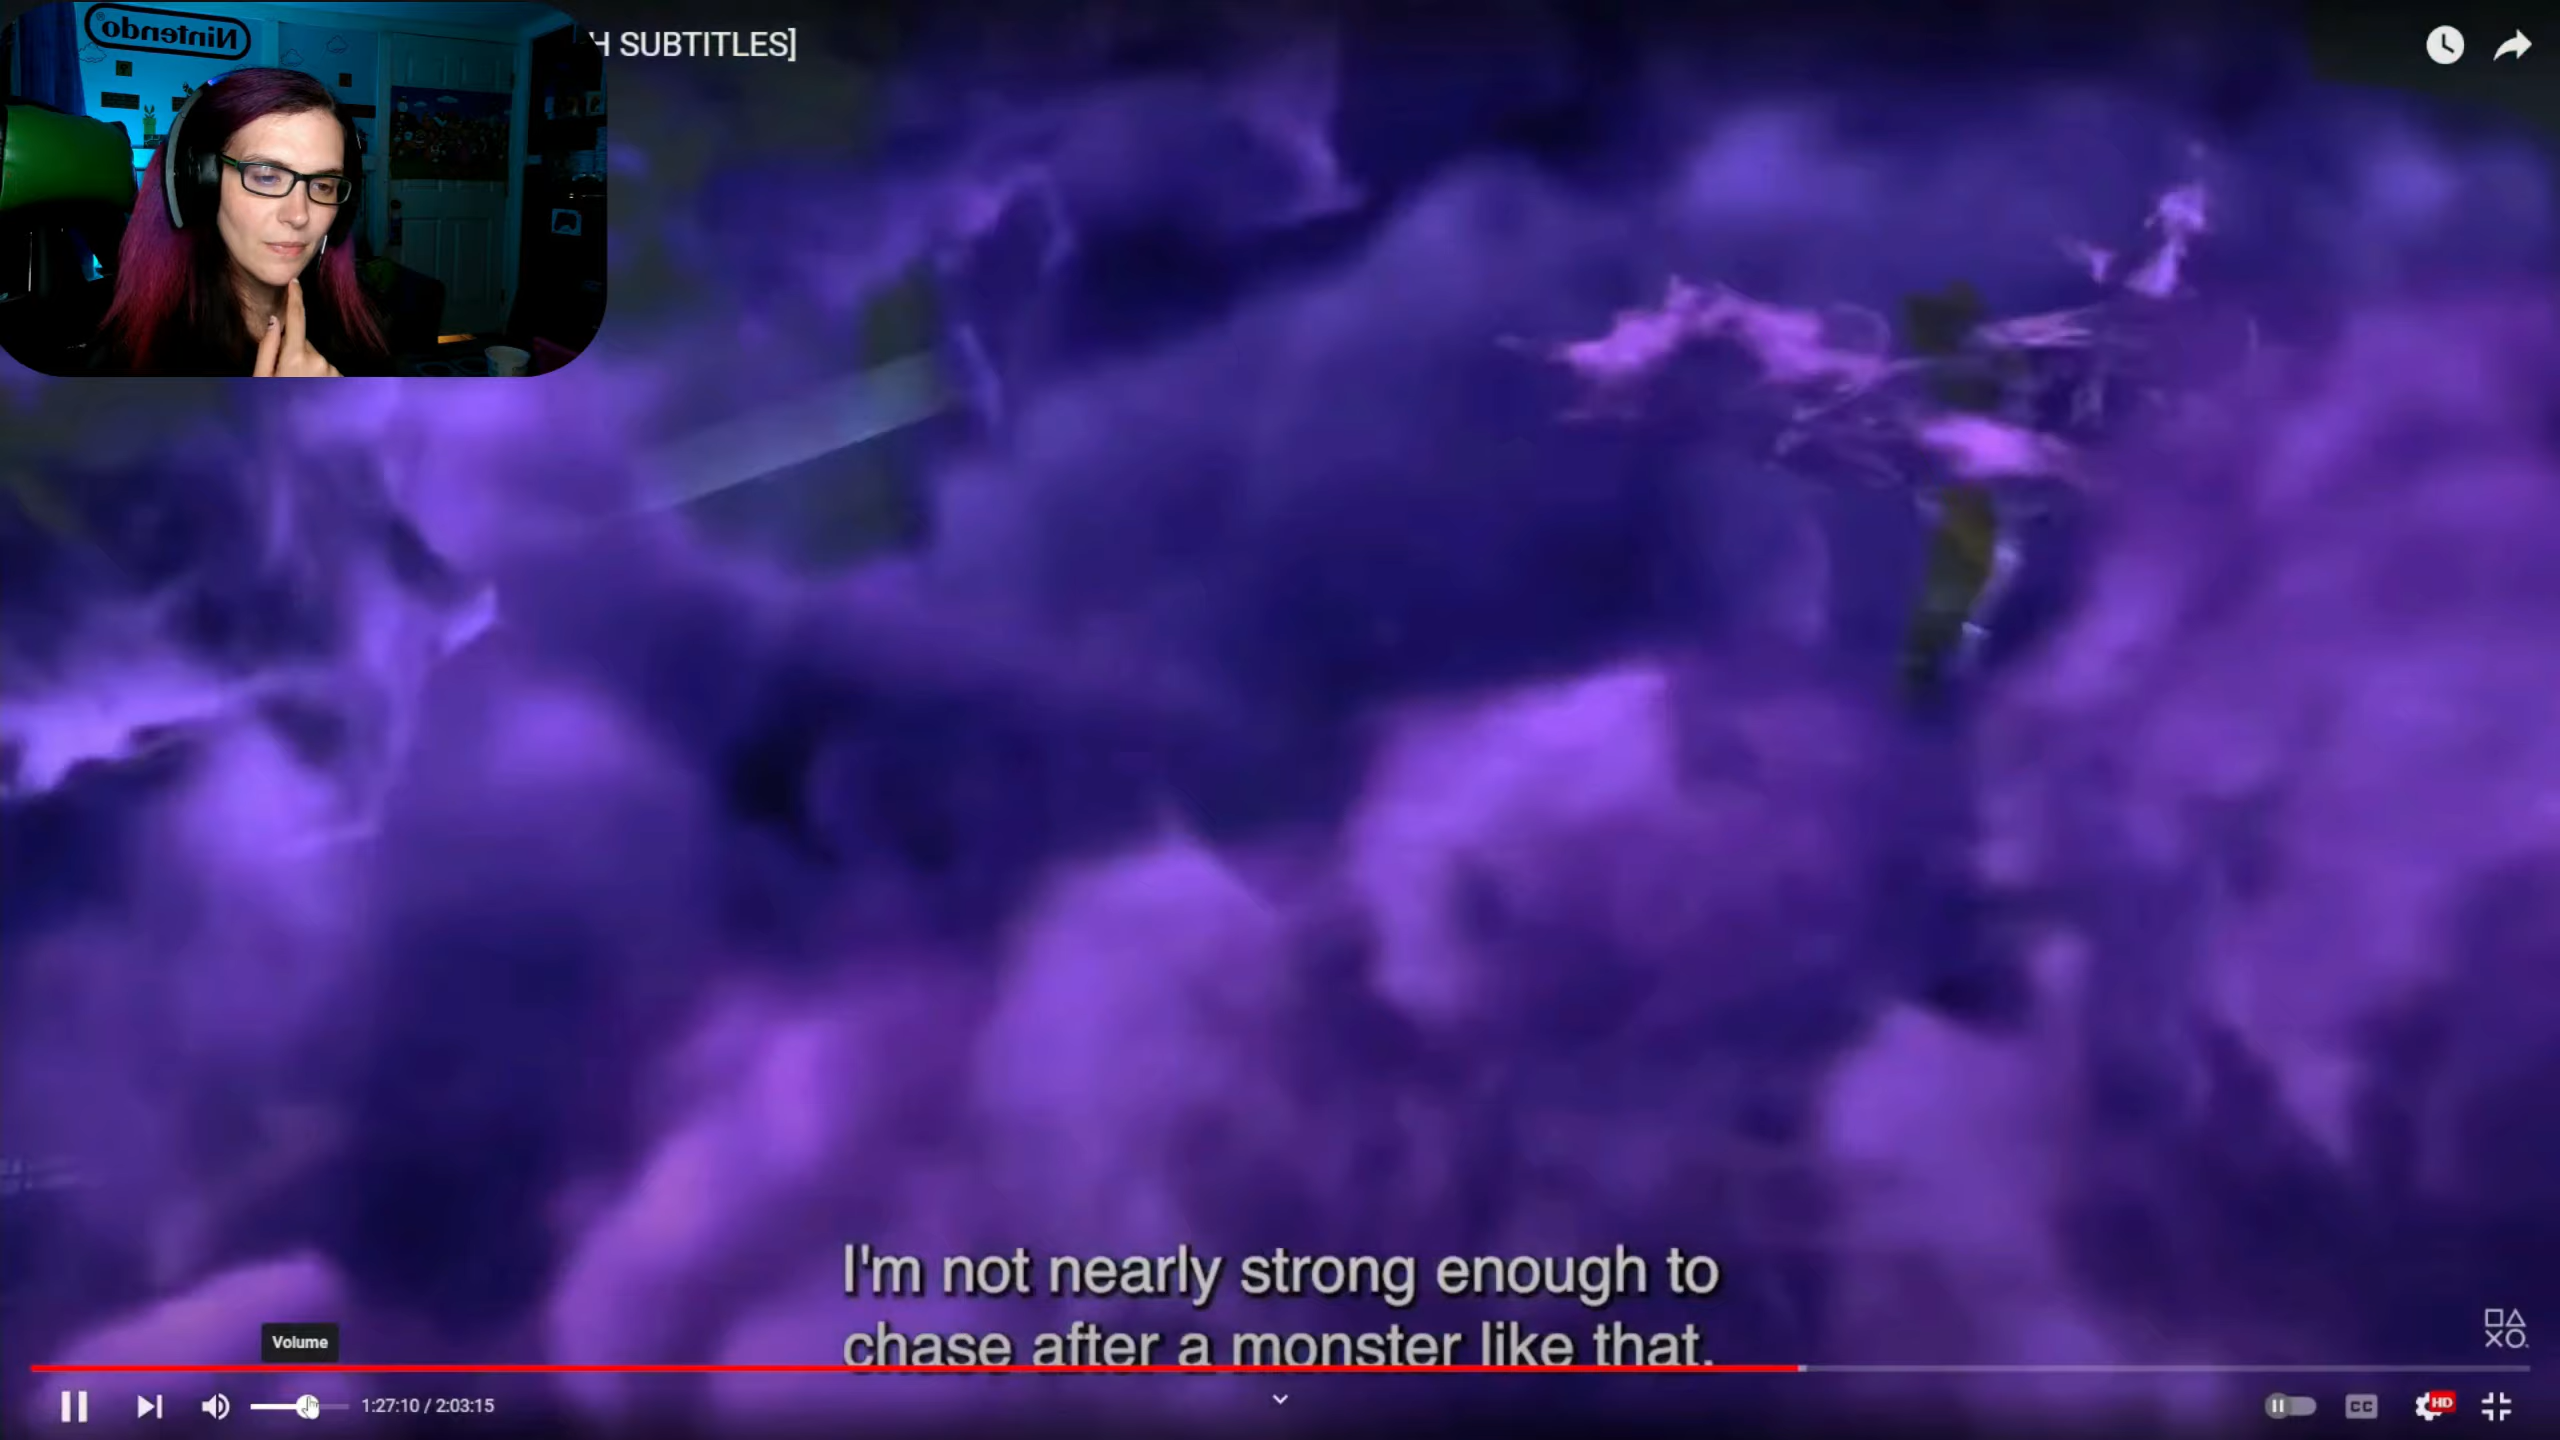 Nintendo
H SUBTITLES]
I'm not nearly strong enough to
chase after a monster like that.
Volume
1:27:10 / 2:03:15
CC
HD